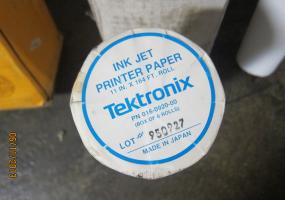 INK JET
PRINTER PAPER
11 IN. X 164 FT. ROLL
Tektronix
PN 016-0920-00
(BOX OF 6 ROLLS)
LOT # 950927
MADE IN JAPAN